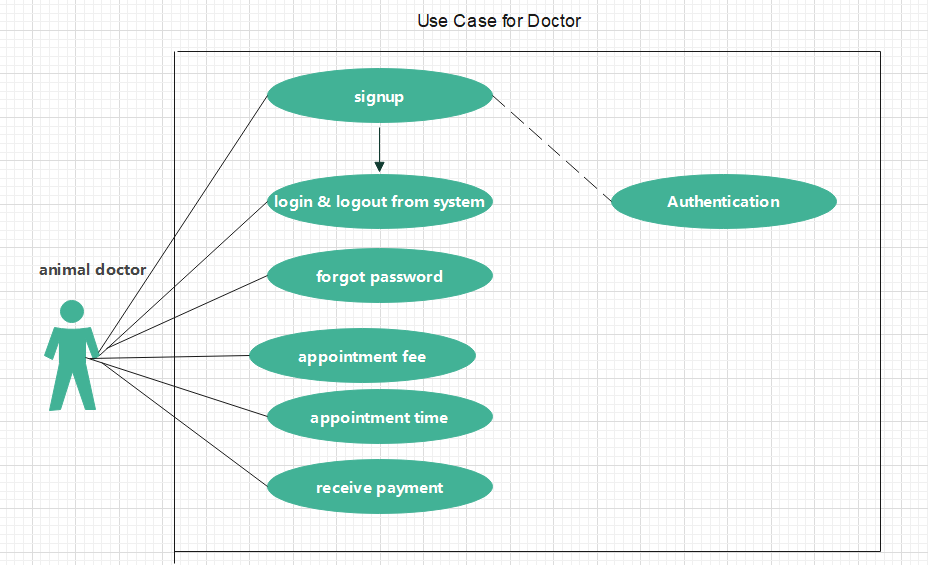 Use Case for Doctor
signup
login & logout from system
Authentication
animal doctor
forgot password
appointment fee
appointment time
receive payment